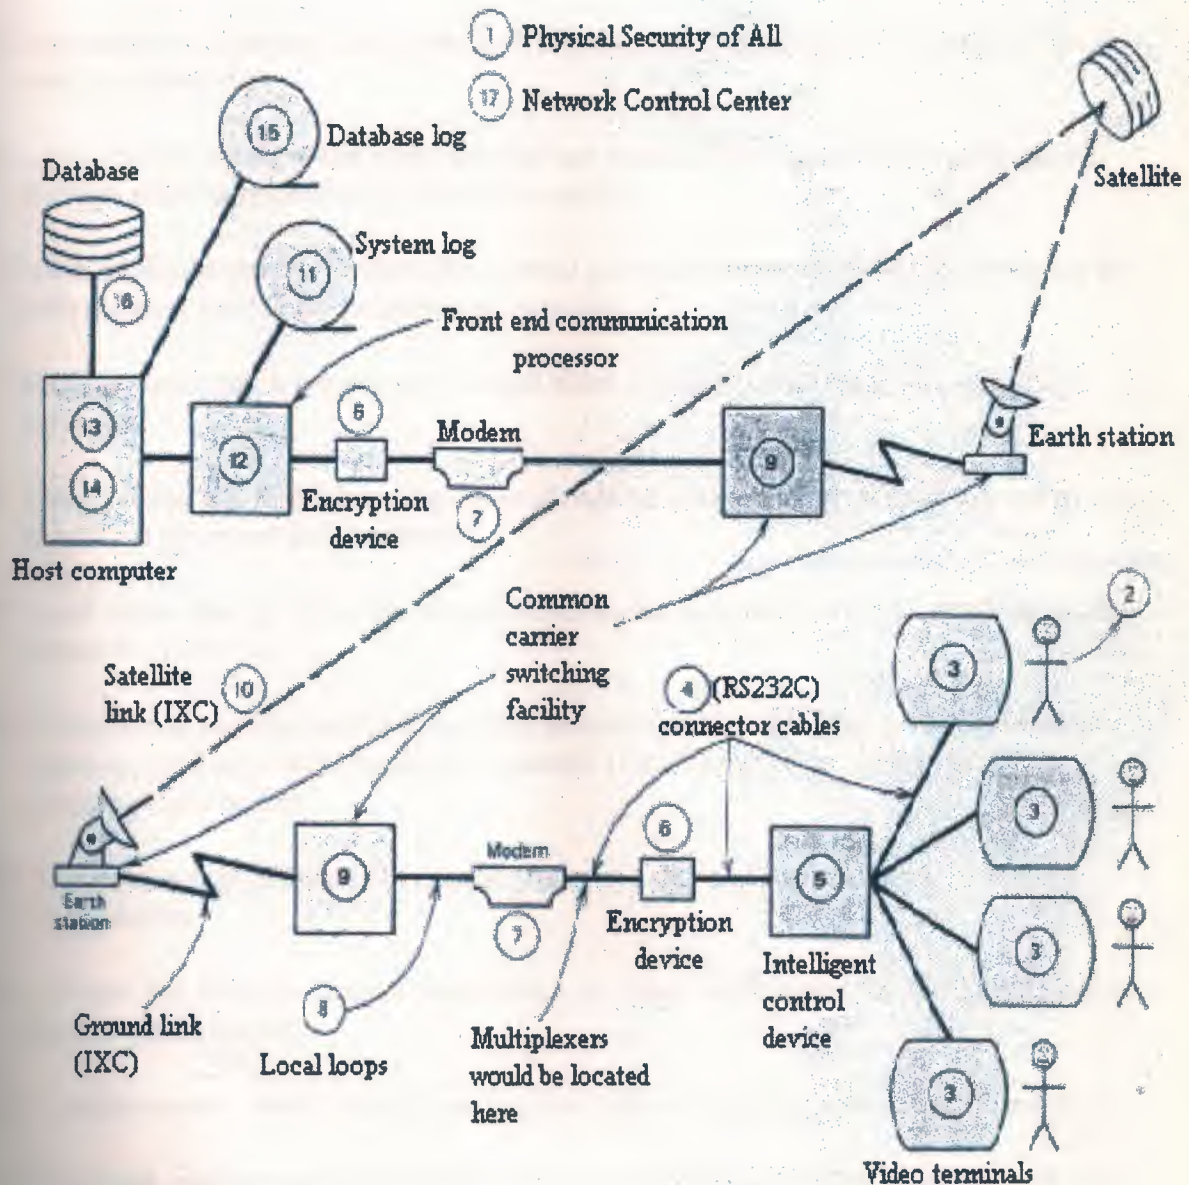 1 Physical Security of All
17 Network Control Center
15
Database log
Database
Satellite
System log
11
16
Front end communication
processor
13
14
12
6
Modem
9
Earth station
Encryption
device
7
Host computer
Common
carrier
switching
facility
2
3
Satellite
link (IXC)
10
4 (RS232C)
connector cables
3
6
Modem
9
5
Earth
station
7
Encryption
device
3
Intelligent
control
device
8
Ground link
(IXC)
Local loops
Multiplexers
would be located
here
3
Video terminals